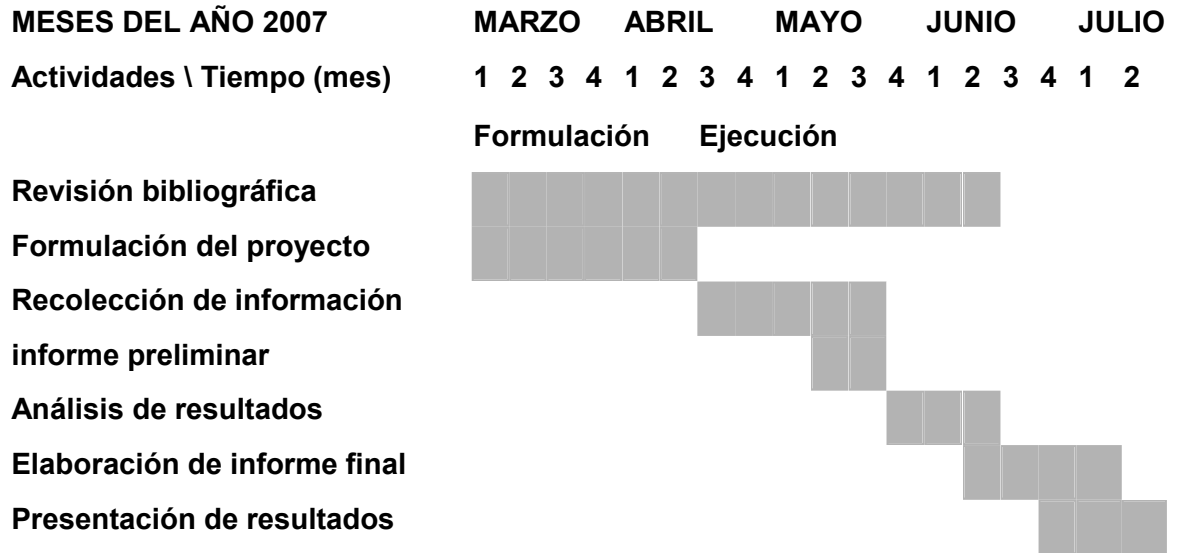 MESES DEL AÑO 2007 MARZO ABRIL MAYO JUNIO JULIO
Actividades \ Tiempo (mes) 1 2 3 4 1 2 3 4 1 2 3 4 1 2 3 4 1 2
Formulación Ejecución
Revisión bibliográfica
Formulación del proyecto
Recolección de información
informe preliminar
Análisis de resultados
Elaboración de informe final
Presentación de resultados